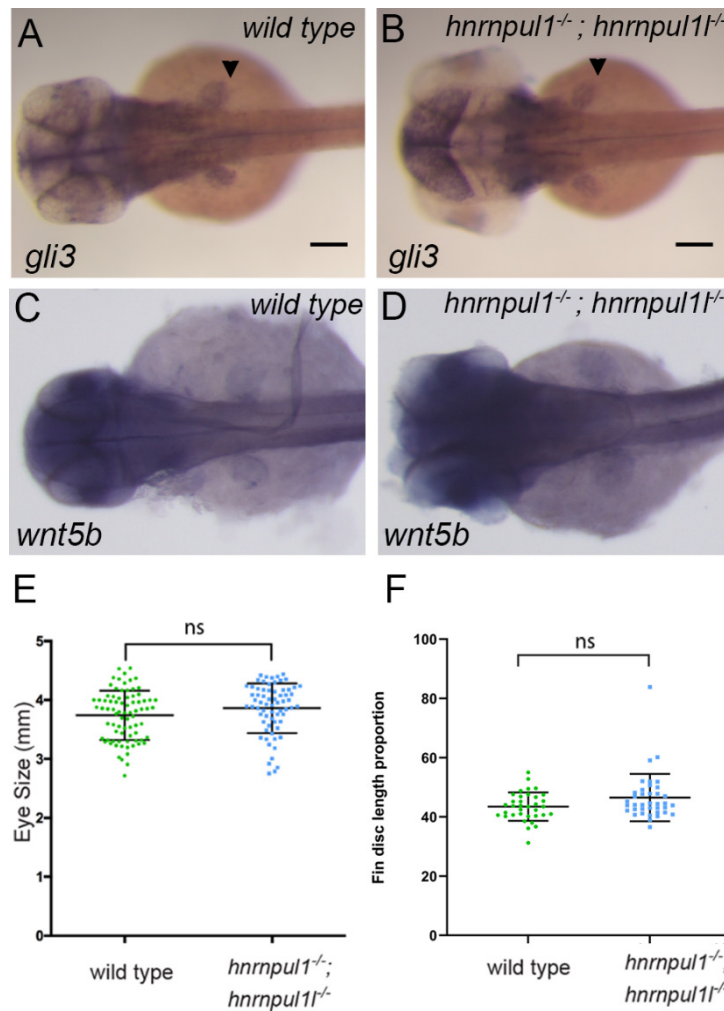 A
wild type
B
hnrnpul1-/- ; hnrnpul1l-/-
gli3
gli3
C
wild type
D
hnrnpul1-/- ; hnrnpul1l-/-
wnt5b
wnt5b
E
ns
Eye Size (mm)
5
4
3
2
1
0
wild type
hnrnpul1-/-;
hnrnpul1l-/-
F
ns
Fin disc length proportion
100
80
60
40
20
0
wild type
hnrnpul1-/-;
hnrnpul1l-/-